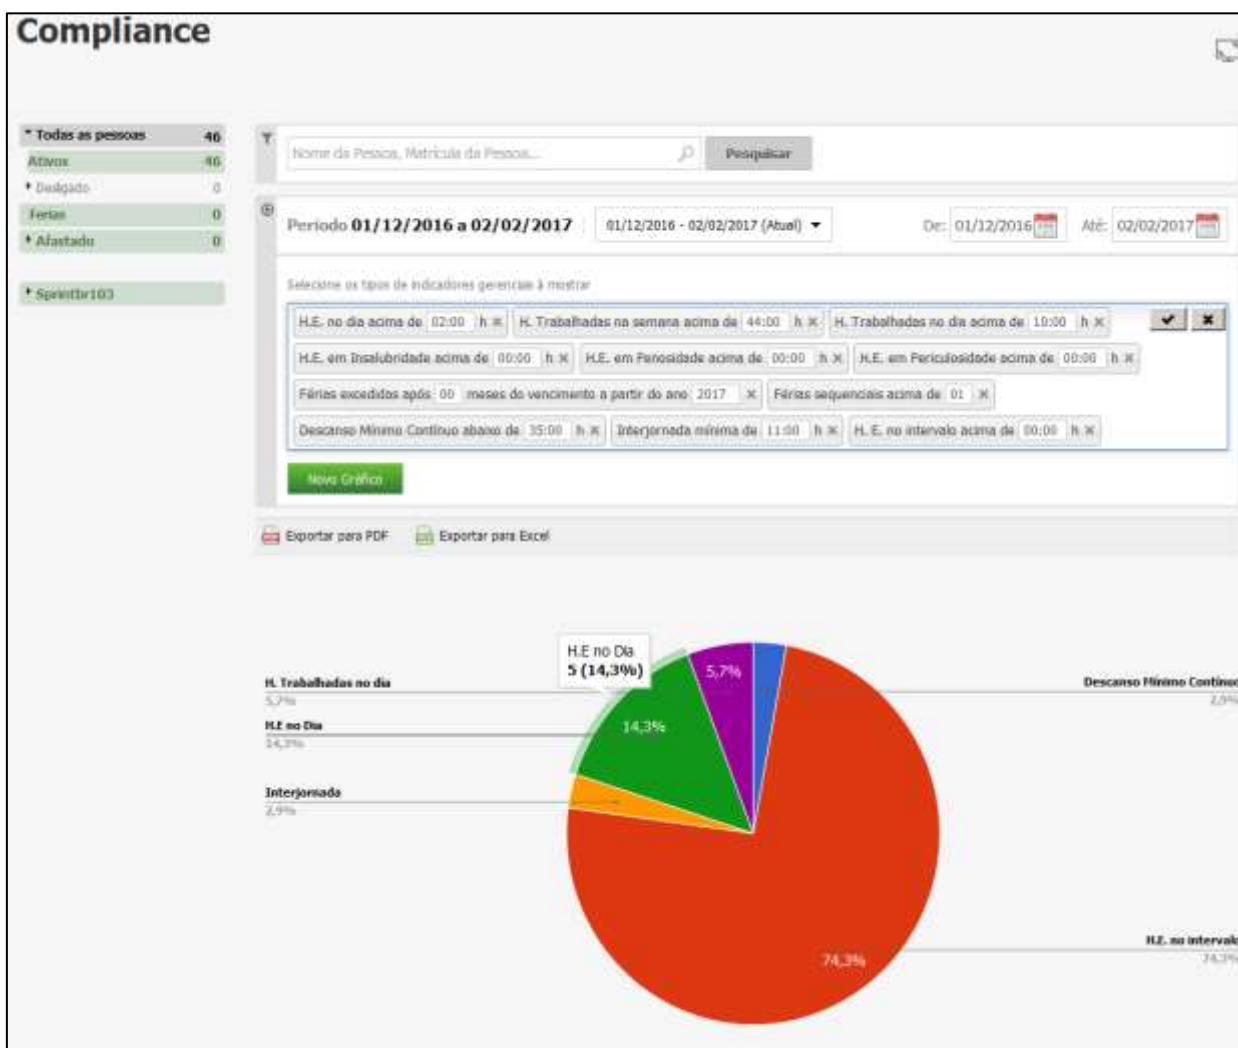 Compliance
Todas as pessoas 46
Ativos 46
Desligado 0
Ferias 0
Afastado 0
Sprintbr103
Nome da Pessoa, Matrícula da Pessoa...
Pesquisar
Período 01/12/2016 a 02/02/2017
01/12/2016 - 02/02/2017 (Atual)
De: 01/12/2016
Até: 02/02/2017
Selecione os tipos de indicadores gerenciais à mostrar
H.E. no dia acima de 02:00 h × H. Trabalhadas na semana acima de 44:00 h × H. Trabalhadas no dia acima de 10:00 h ×
H.E. em Insalubridade acima de 00:00 h × H.E. em Penosidade acima de 00:00 h × H.E. em Periculosidade acima de 00:00 h ×
Férias excedidos após 00 meses do vencimento a partir do ano 2017 × Férias sequenciais acima de 01 ×
Descanso Mínimo Contínuo abaixo de 35:00 h × Interjornada mínima de 11:00 h × H. E. no intervalo acima de 00:00 h ×
Novo Gráfico
Exportar para PDF Exportar para Excel
H.E no Dia
5 (14,3%)
5,7%
14,3%
74,3%
H. Trabalhadas no dia
5,7%
H.E no Dia
14,3%
Interjornada
2,9%
Descanso Mínimo Contínuo
2,9%
H.E. no intervalo
74,3%